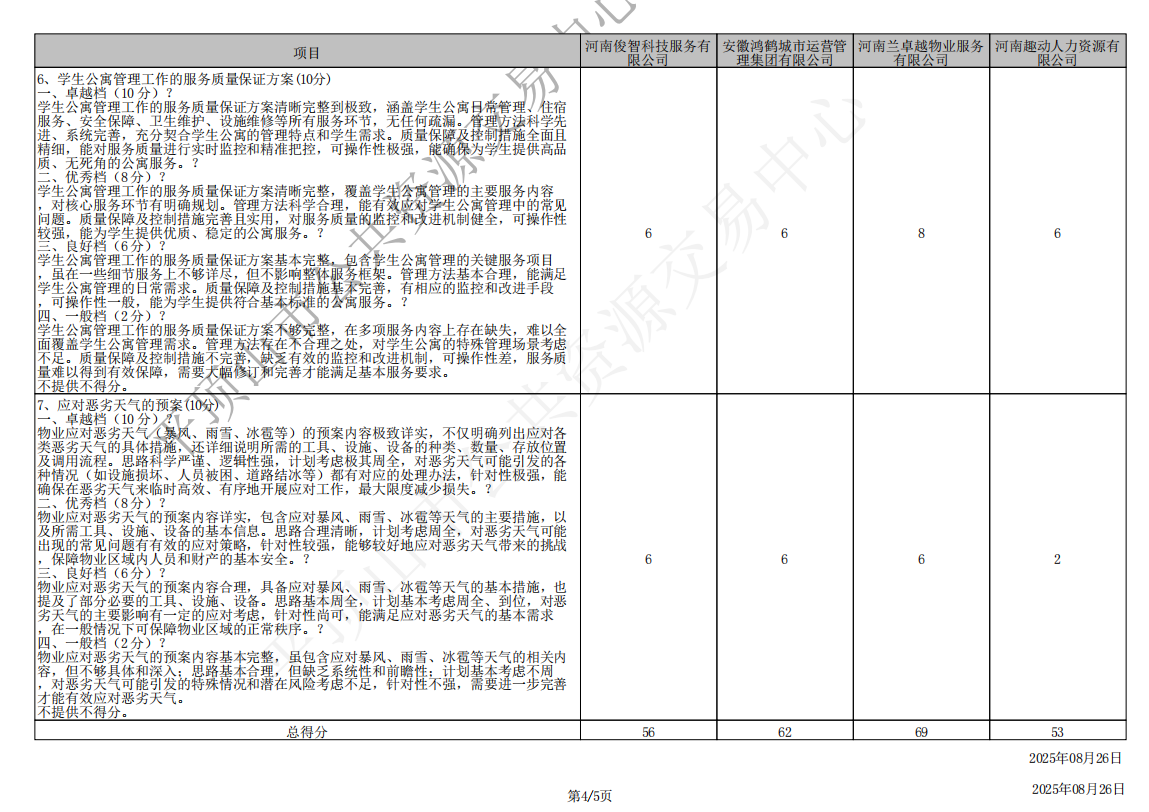 项目
河南俊智科技服务有
限公司
安徽鸿鹤城市运营管
理集团有限公司
河南兰卓越物业服务
有限公司
河南趣动人力资源有
限公司
6、学生公寓管理工作的服务质量保证方案(10分)
一、卓越档（10 分）？
学生公寓管理工作的服务质量保证方案清晰完整到极致，涵盖学生公寓日常管理、住宿
服务、安全保障、卫生维护、设施维修等所有服务环节，无任何疏漏。管理方法科学先
进、系统完善，充分契合学生公寓的管理特点和学生需求。质量保障及控制措施全面且
精细，能对服务质量进行实时监控和精准把控，可操作性极强，能确保为学生提供高品
质、无死角的公寓服务。？
二、优秀档（8 分）？
学生公寓管理工作的服务质量保证方案清晰完整，覆盖学生公寓管理的主要服务内容
，对核心服务环节有明确规划。管理方法科学合理，能有效应对学生公寓管理中的常见
问题。质量保障及控制措施完善且实用，对服务质量的监控和改进机制健全，可操作性
较强，能为学生提供优质、稳定的公寓服务。？
三、良好档（6 分）？
学生公寓管理工作的服务质量保证方案基本完整，包含学生公寓管理的关键服务项目
，虽在一些细节服务上不够详尽，但不影响整体服务框架。管理方法基本合理，能满足
学生公寓管理的日常需求。质量保障及控制措施基本完善，有相应的监控和改进手段
，可操作性一般，能为学生提供符合基本标准的公寓服务。？
四、一般档（2 分）？
学生公寓管理工作的服务质量保证方案不够完整，在多项服务内容上存在缺失，难以全
面覆盖学生公寓管理需求。管理方法存在不合理之处，对学生公寓的特殊管理场景考虑
不足。质量保障及控制措施不完善，缺乏有效的监控和改进机制，可操作性差，服务质
量难以得到有效保障，需要大幅修订和完善才能满足基本服务要求。
不提供不得分。
6
6
8
6
7、应对恶劣天气的预案(10分)
一、卓越档（10 分）？
物业应对恶劣天气（暴风、雨雪、冰雹等）的预案内容极致详实，不仅明确列出应对各
类恶劣天气的具体措施，还详细说明所需的工具、设施、设备的种类、数量、存放位置
及调用流程。思路科学严谨、逻辑性强，计划考虑极其周全，对恶劣天气可能引发的各
种情况（如设施损坏、人员被困、道路结冰等）都有对应的处理办法，针对性极强，能
确保在恶劣天气来临时高效、有序地开展应对工作，最大限度减少损失。？
二、优秀档（8 分）？
物业应对恶劣天气的预案内容详实，包含应对暴风、雨雪、冰雹等天气的主要措施，以
及所需工具、设施、设备的基本信息。思路合理清晰，计划考虑周全，对恶劣天气可能
出现的常见问题有有效的应对策略，针对性较强，能够较好地应对恶劣天气带来的挑战
，保障物业区域内人员和财产的基本安全。？
三、良好档（6 分）？
物业应对恶劣天气的预案内容合理，具备应对暴风、雨雪、冰雹等天气的基本措施，也
提及了部分必要的工具、设施、设备。思路基本周全，计划基本考虑周全、到位，对恶
劣天气的主要影响有一定的应对考虑，针对性尚可，能满足应对恶劣天气的基本需求
，在一般情况下可保障物业区域的正常秩序。？
四、一般档（2 分）？
物业应对恶劣天气的预案内容基本完整，虽包含应对暴风、雨雪、冰雹等天气的相关内
容，但不够具体和深入；思路基本合理，但缺乏系统性和前瞻性；计划基本考虑不周
，对恶劣天气可能引发的特殊情况和潜在风险考虑不足，针对性不强，需要进一步完善
才能有效应对恶劣天气。
不提供不得分。
6
6
6
2
总得分
56
62
69
53
2025年08月26日
2025年08月26日
第4/5页
平顶山市公共资源交易中心
平顶山市公共资源交易中心